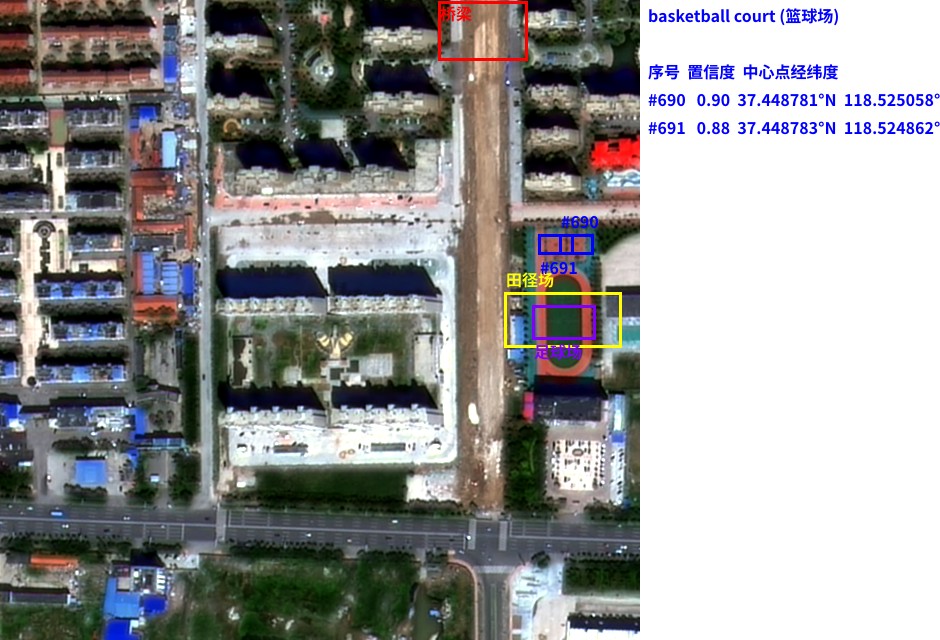 桥梁
basketball court (篮球场)
序号 置信度 中心点经纬度
#690 0.90 37.448781°N 118.525058°
#691 0.88 37.448783°N 118.524862°
#690
#691
田径场
足球场